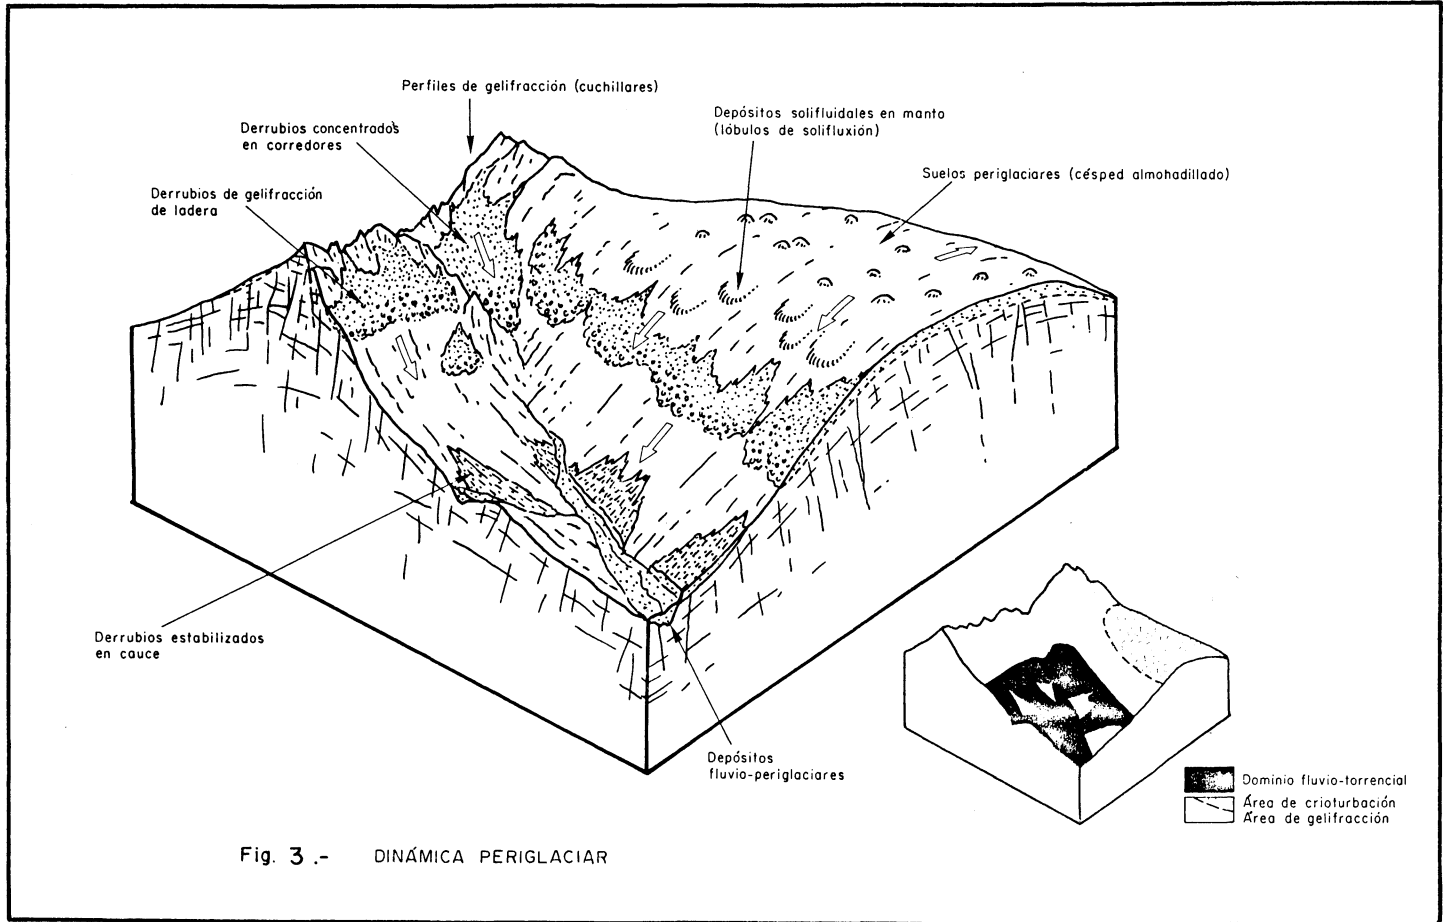 Perfiles de gelifracción (cuchillares)
Derrubios concentrados
en corredores
Depósitos solifluidales en manto
(lóbulos de solifluxión)
Derrubios de gelifracción
de ladera
Suelos periglaciares (césped almohadillado)
Derrubios estabilizados
en cauce
Depósitos
fluvio-periglaciares
Dominio fluvio-torrencial
Área de crioturbación
Área de gelifracción
Fig. 3.- DINÁMICA PERIGLACIAR